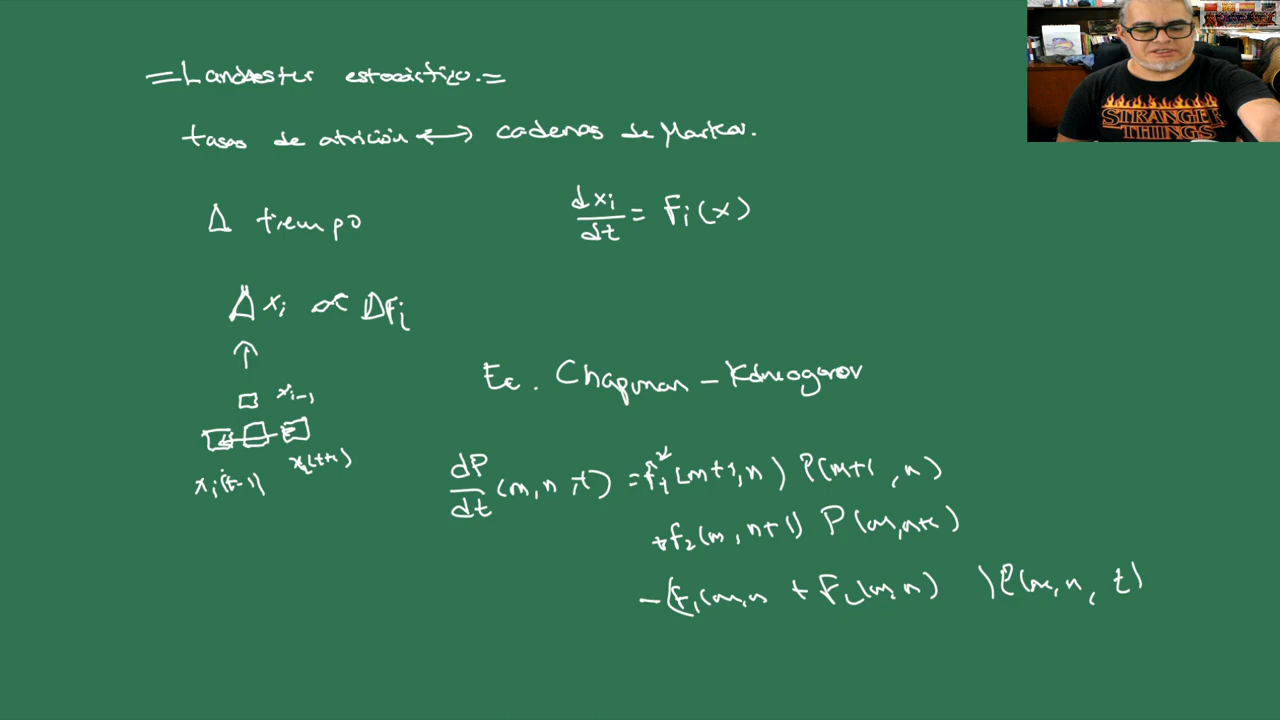 =Lanchester estocástico.=
tasas de atrición ⟷ cadenas de Markov.
Δ tiempo
dxi/dt = Fi(x)
Δxi ∝ ΔFi
Ec. Chapman - Kolmogorov
xi-1
xi(t+1)
xi(t-1)
dP/dt (m, n, t) = f1(m+1, n) P(m+1, n)
+f2(m, n+1) P(m, n+1)
-(F1(m, n + F2(m, n) )P(m, n, t)
STRANGER
THINGS